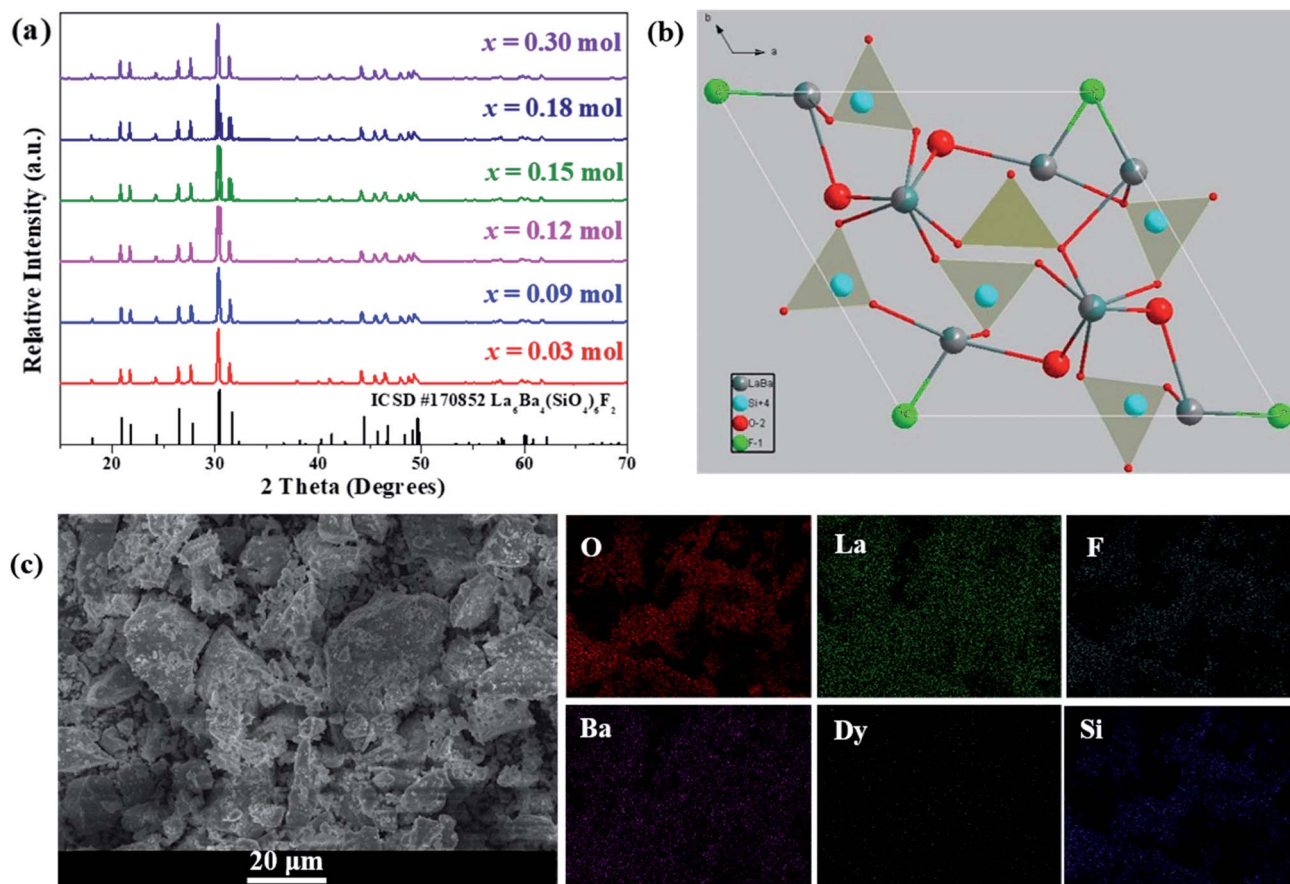 (a)
x = 0.30 mol
x = 0.18 mol
x = 0.15 mol
x = 0.12 mol
x = 0.09 mol
x = 0.03 mol
ICSD #170852 La₆Ba₄(SiO₄)₆F₂
Relative Intensity (a.u.)
20 30 40 50 60 70
2 Theta (Degrees)
(b)
b
a
LaBa
Si+4
O-2
F-1
(c)
20 μm
O
La
F
Ba
Dy
Si